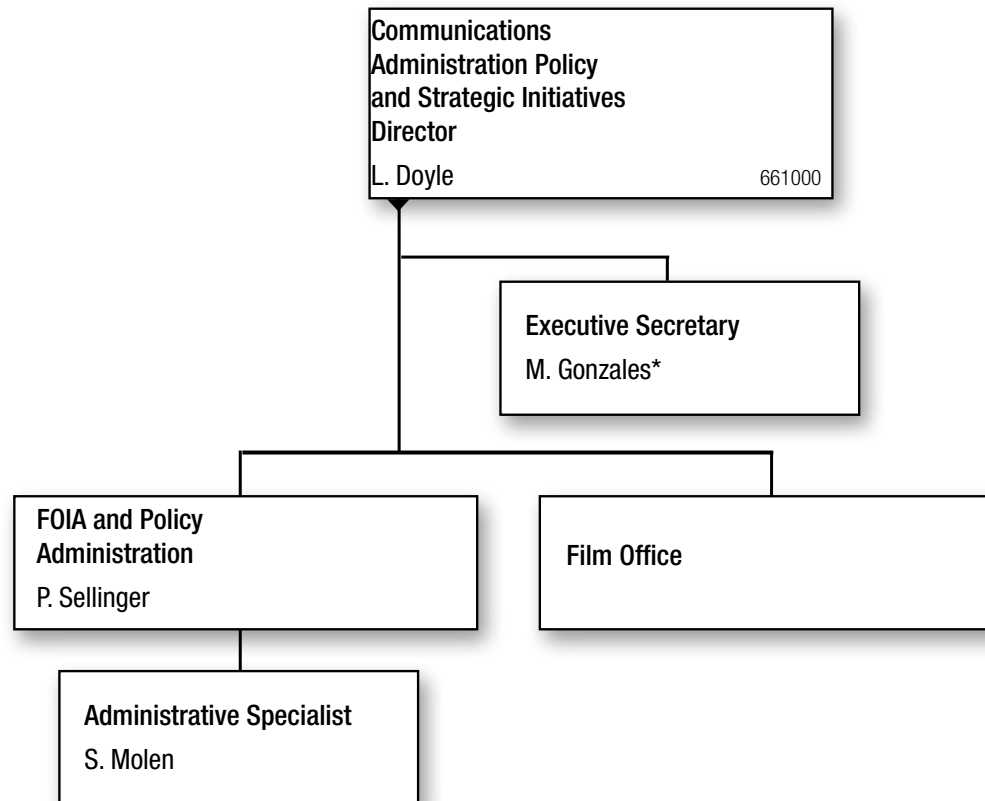 Communications
Administration Policy
and Strategic Initiatives
Director
L. Doyle 661000
Executive Secretary
M. Gonzales*
FOIA and Policy
Administration
P. Sellinger
Film Office
Administrative Specialist
S. Molen